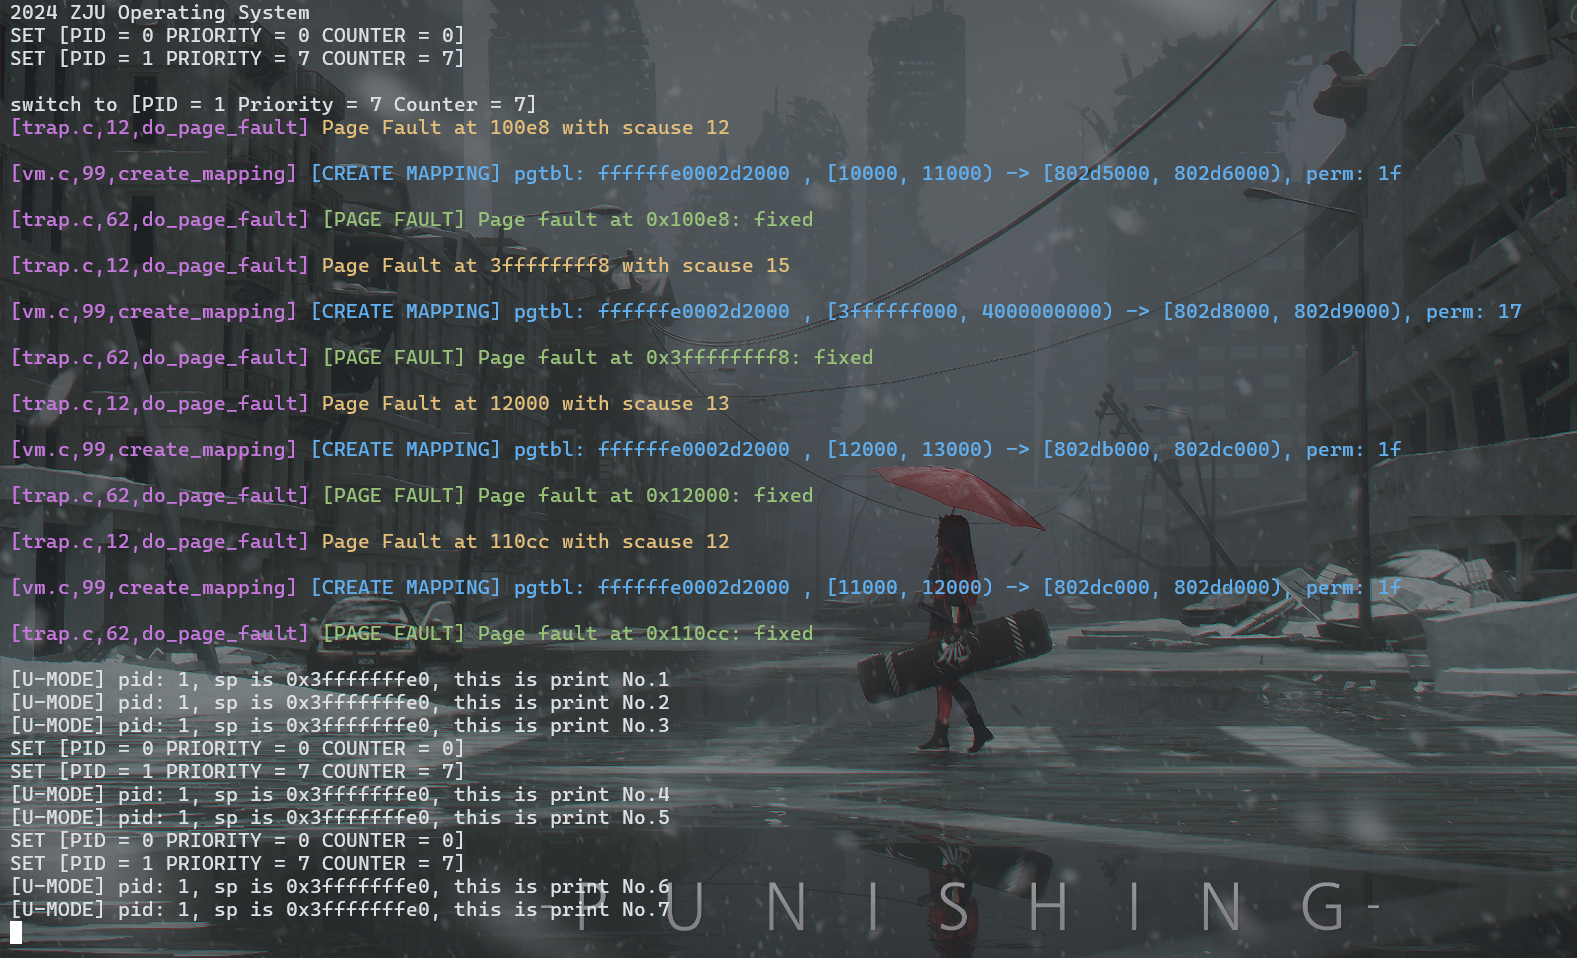 2024 ZJU Operating System
SET [PID = 0 PRIORITY = 0 COUNTER = 0]
SET [PID = 1 PRIORITY = 7 COUNTER = 7]
switch to [PID = 1 Priority = 7 Counter = 7]
[trap.c,12,do_page_fault] Page Fault at 100e8 with scause 12
[vm.c,99,create_mapping] [CREATE MAPPING] pgtbl: ffffffe0002d2000 , [10000, 11000) -> [802d5000, 802d6000), perm: 1f
[trap.c,62,do_page_fault] [PAGE FAULT] Page fault at 0x100e8: fixed
[trap.c,12,do_page_fault] Page Fault at 3ffffffff8 with scause 15
[vm.c,99,create_mapping] [CREATE MAPPING] pgtbl: ffffffe0002d2000 , [3ffffff000, 4000000000) -> [802d8000, 802d9000), perm: 17
[trap.c,62,do_page_fault] [PAGE FAULT] Page fault at 0x3ffffffff8: fixed
[trap.c,12,do_page_fault] Page Fault at 12000 with scause 13
[vm.c,99,create_mapping] [CREATE MAPPING] pgtbl: ffffffe0002d2000 , [12000, 13000) -> [802db000, 802dc000), perm: 1f
[trap.c,62,do_page_fault] [PAGE FAULT] Page fault at 0x12000: fixed
[trap.c,12,do_page_fault] Page Fault at 110cc with scause 12
[vm.c,99,create_mapping] [CREATE MAPPING] pgtbl: ffffffe0002d2000 , [11000, 12000) -> [802dc000, 802dd000), perm: 1f
[trap.c,62,do_page_fault] [PAGE FAULT] Page fault at 0x110cc: fixed
[U-MODE] pid: 1, sp is 0x3fffffffe0, this is print No.1
[U-MODE] pid: 1, sp is 0x3fffffffe0, this is print No.2
[U-MODE] pid: 1, sp is 0x3fffffffe0, this is print No.3
SET [PID = 0 PRIORITY = 0 COUNTER = 0]
SET [PID = 1 PRIORITY = 7 COUNTER = 7]
[U-MODE] pid: 1, sp is 0x3fffffffe0, this is print No.4
[U-MODE] pid: 1, sp is 0x3fffffffe0, this is print No.5
SET [PID = 0 PRIORITY = 0 COUNTER = 0]
SET [PID = 1 PRIORITY = 7 COUNTER = 7]
[U-MODE] pid: 1, sp is 0x3fffffffe0, this is print No.6
[U-MODE] pid: 1, sp is 0x3fffffffe0, this is print No.7
-PUNISHING-